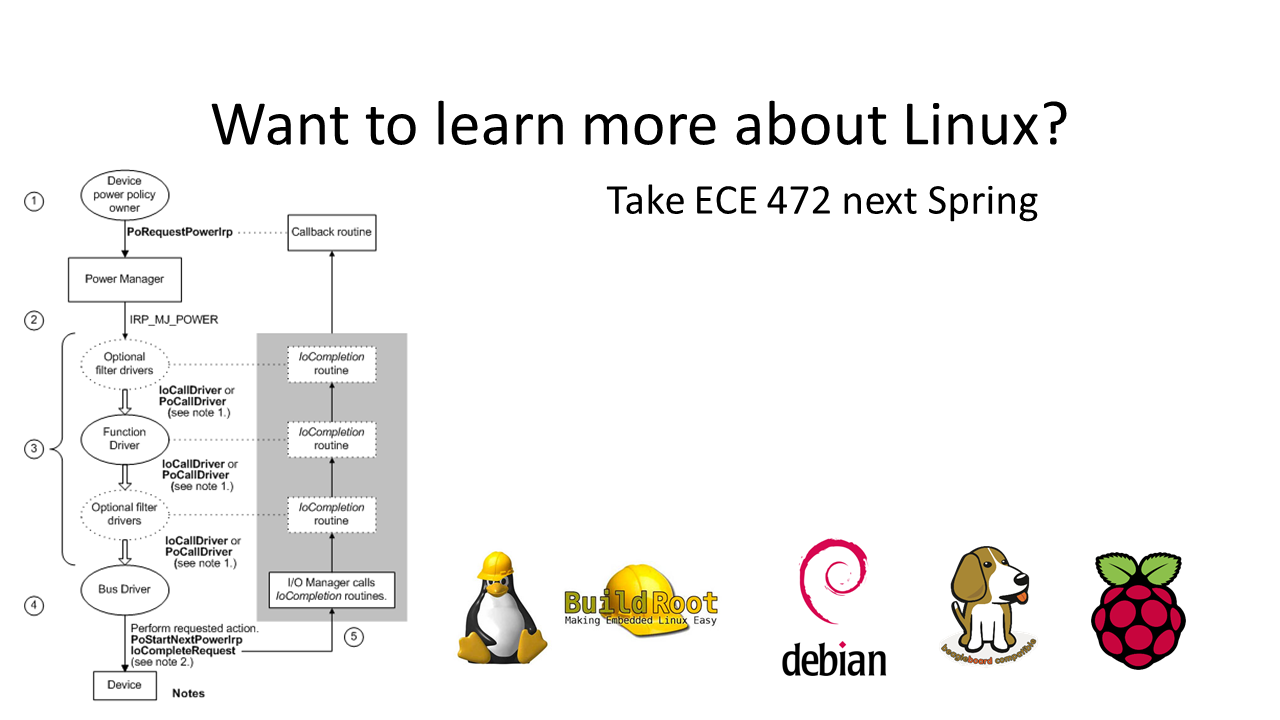 Want to learn more about Linux?
Take ECE 472 next Spring
1
Device
power policy
owner
PoRequestPowerIrp
Callback routine
Power Manager
2
IRP_MJ_POWER
Optional
filter drivers
IoCompletion
routine
IoCallDriver or
PoCallDriver
(see note 1.)
3
Function
Driver
IoCompletion
routine
IoCallDriver or
PoCallDriver
(see note 1.)
Optional filter
drivers
IoCompletion
routine
IoCallDriver or
PoCallDriver
(see note 1.)
4
Bus Driver
I/O Manager calls
IoCompletion routines.
Perform requested action.
PoStartNextPowerIrp
IoCompleteRequest
(see note 2.)
5
Device
Notes
BuildRoot
Making Embedded Linux Easy
debian
beagleboard compatible